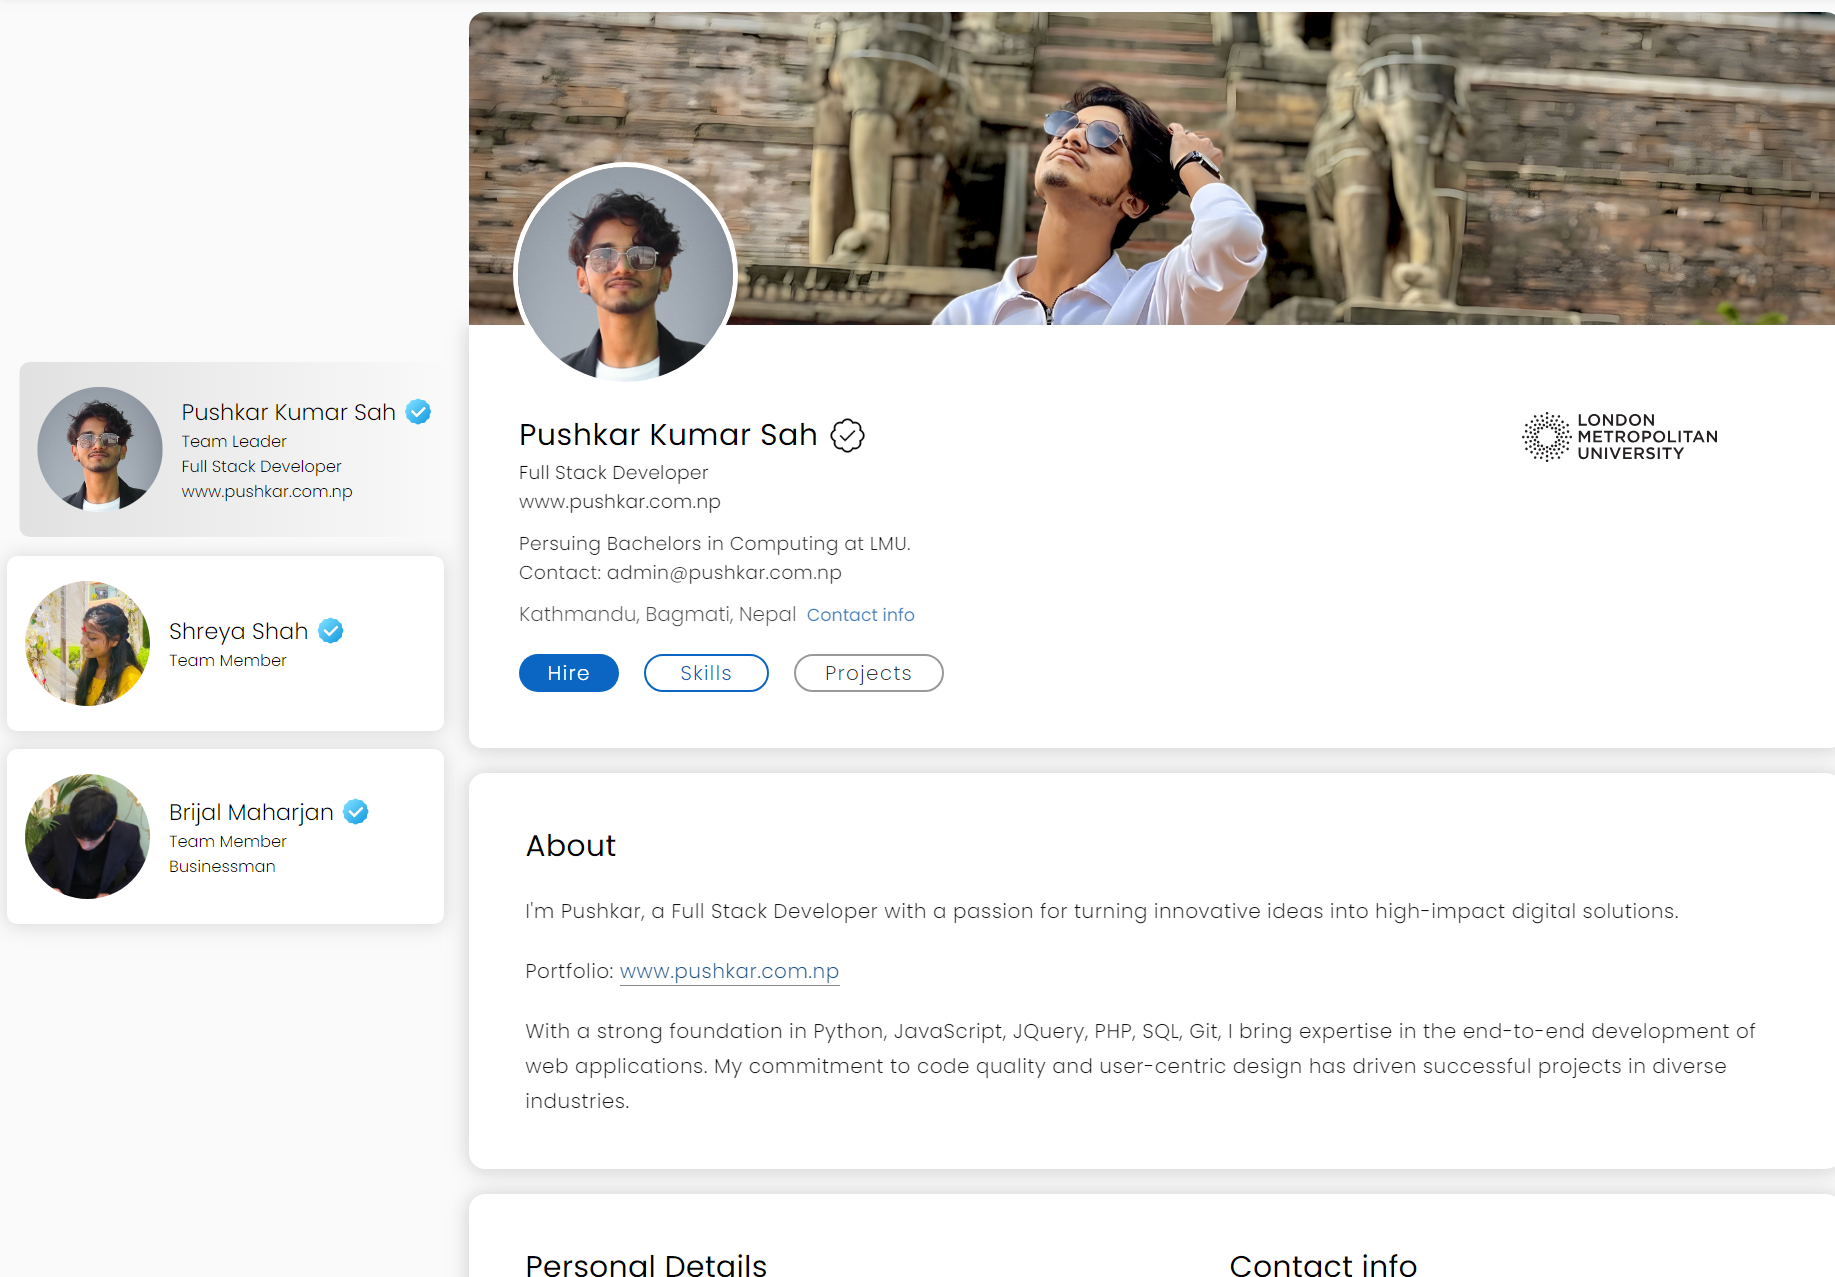 Pushkar Kumar Sah
Team Leader
Full Stack Developer
www.pushkar.com.np
Shreya Shah
Team Member
Brijal Maharjan
Team Member
Businessman
Pushkar Kumar Sah
Full Stack Developer
www.pushkar.com.np
Persuing Bachelors in Computing at LMU.
Contact: admin@pushkar.com.np
Kathmandu, Bagmati, Nepal Contact info
Hire Skills Projects
LONDON
METROPOLITAN
UNIVERSITY
About
I'm Pushkar, a Full Stack Developer with a passion for turning innovative ideas into high-impact digital solutions.
Portfolio: www.pushkar.com.np
With a strong foundation in Python, JavaScript, JQuery, PHP, SQL, Git, I bring expertise in the end-to-end development of
web applications. My commitment to code quality and user-centric design has driven successful projects in diverse
industries.
Personal Details
Contact info